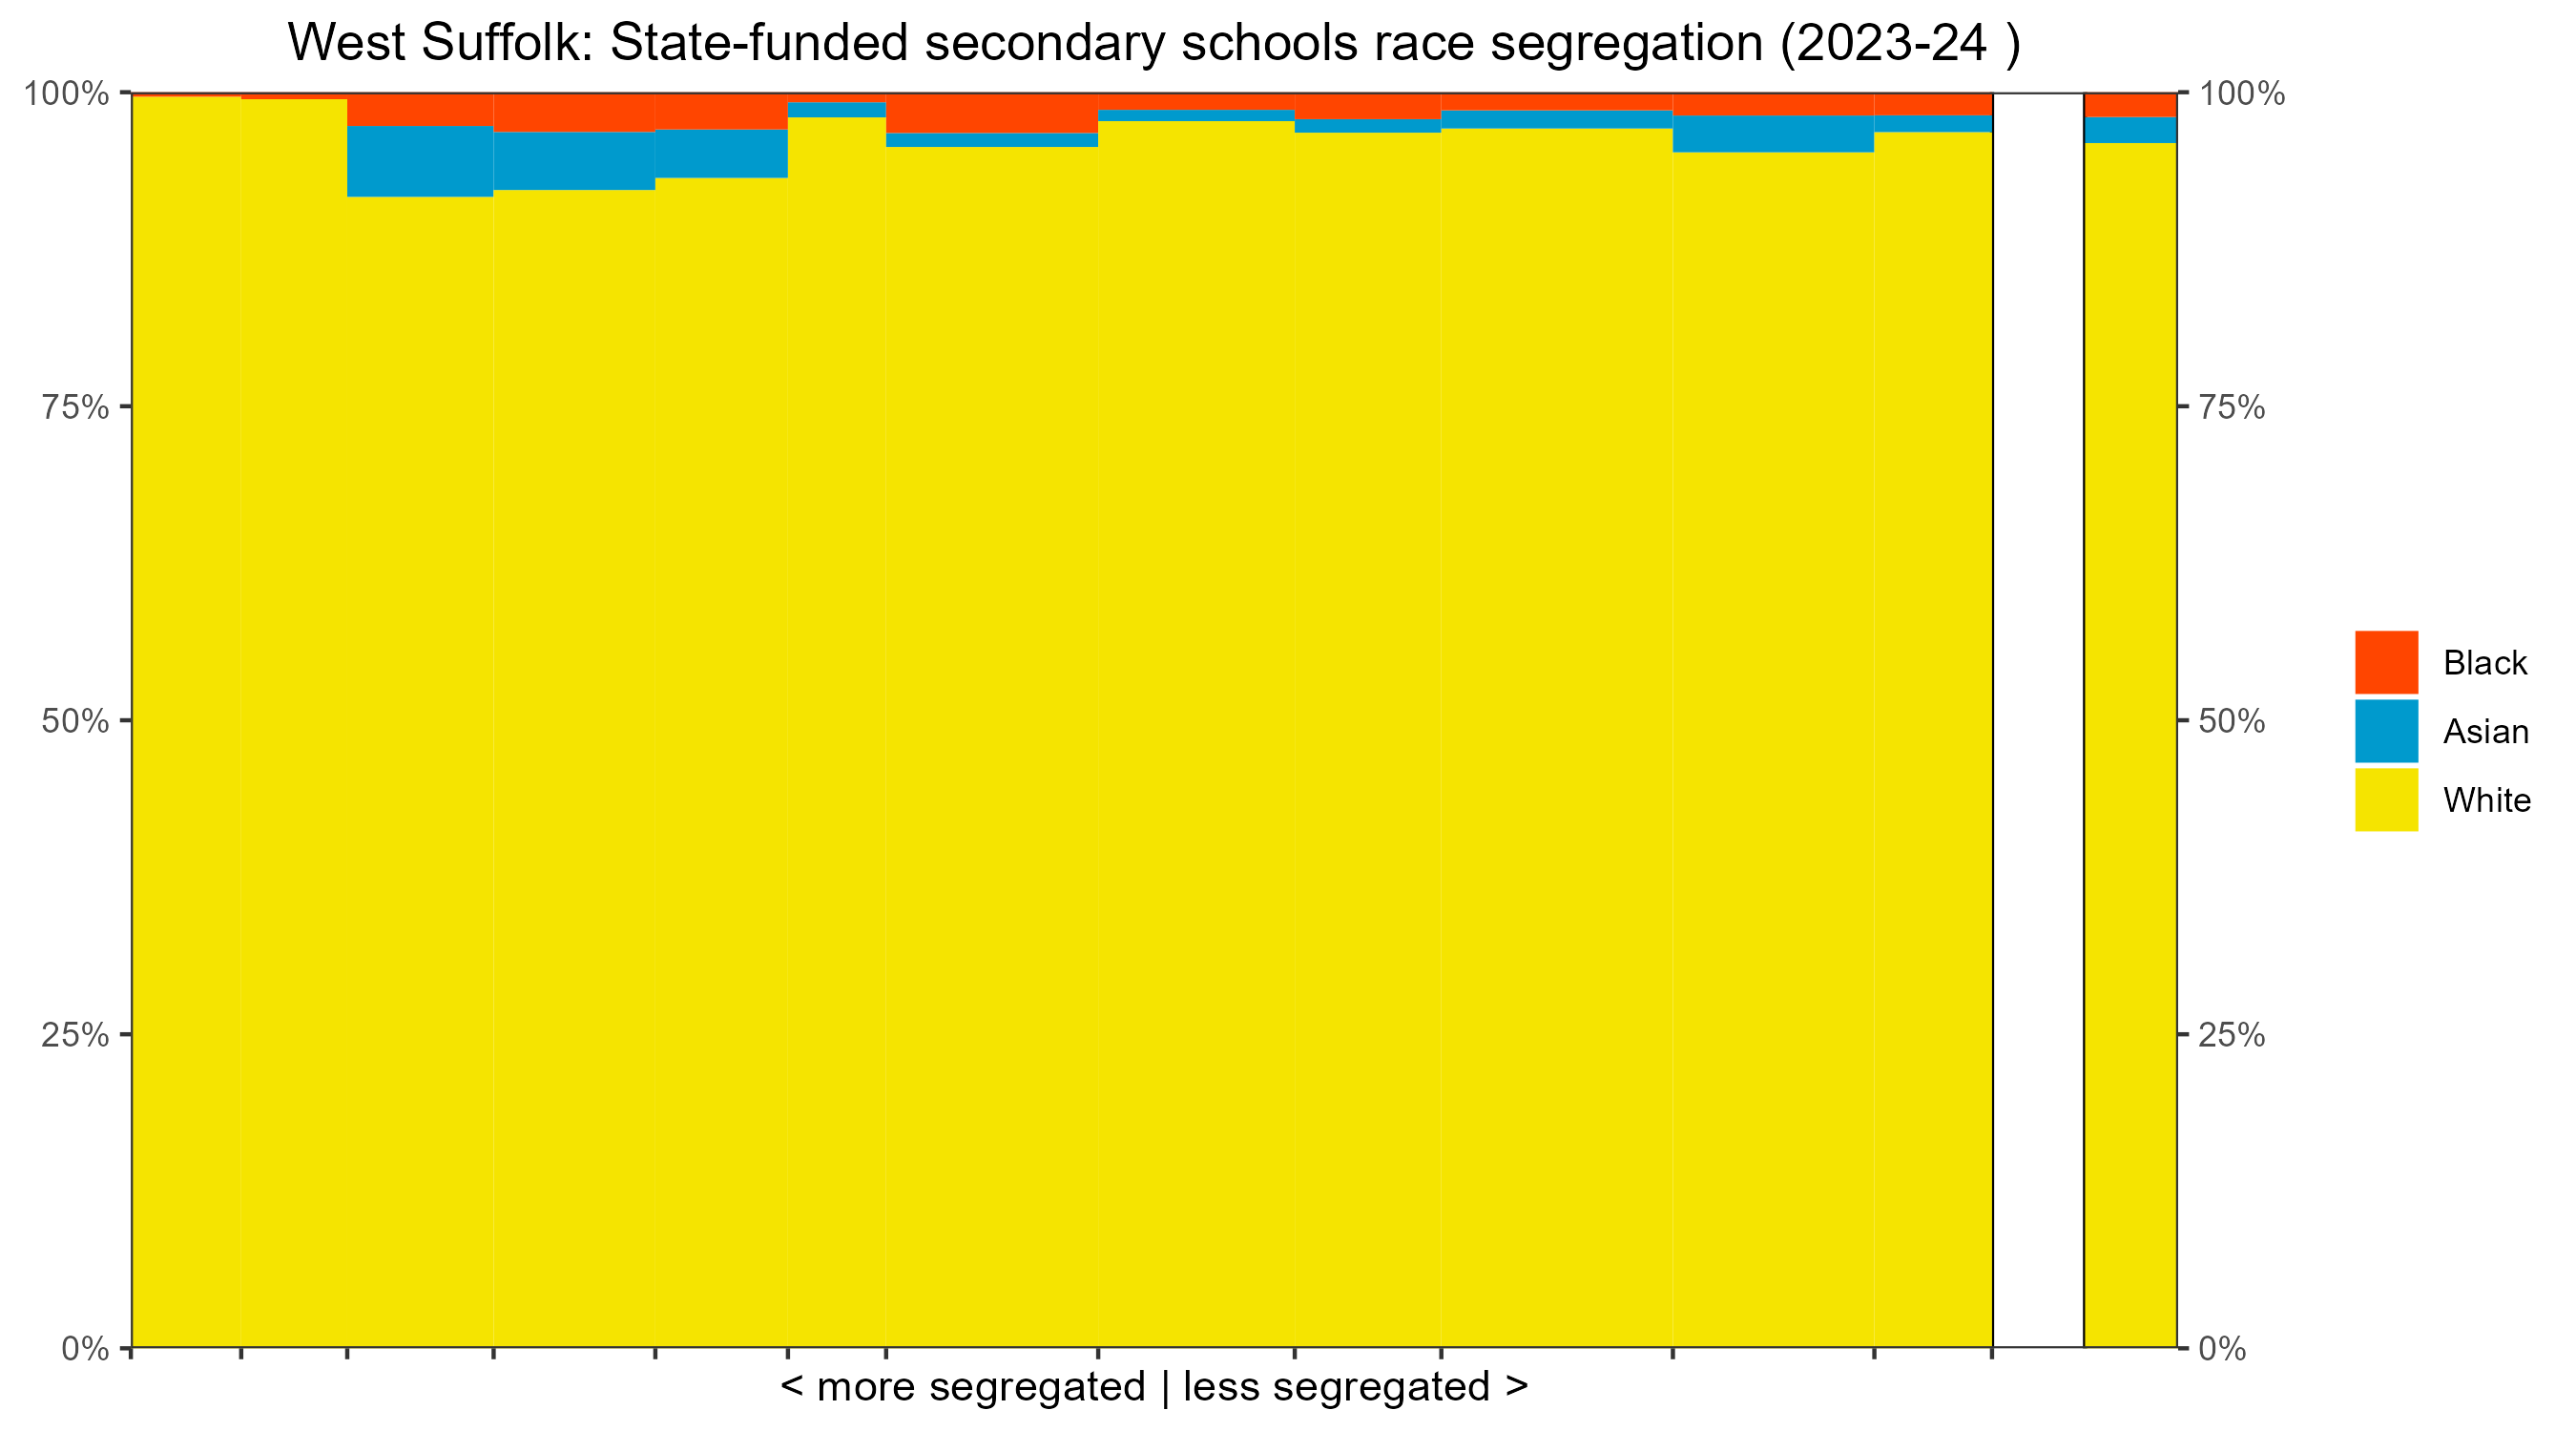 West Suffolk: State-funded secondary schools race segregation (2023-24 )
100%
75%
50%
25%
0%
100%
75%
50%
25%
0%
Black
Asian
White
< more segregated | less segregated >